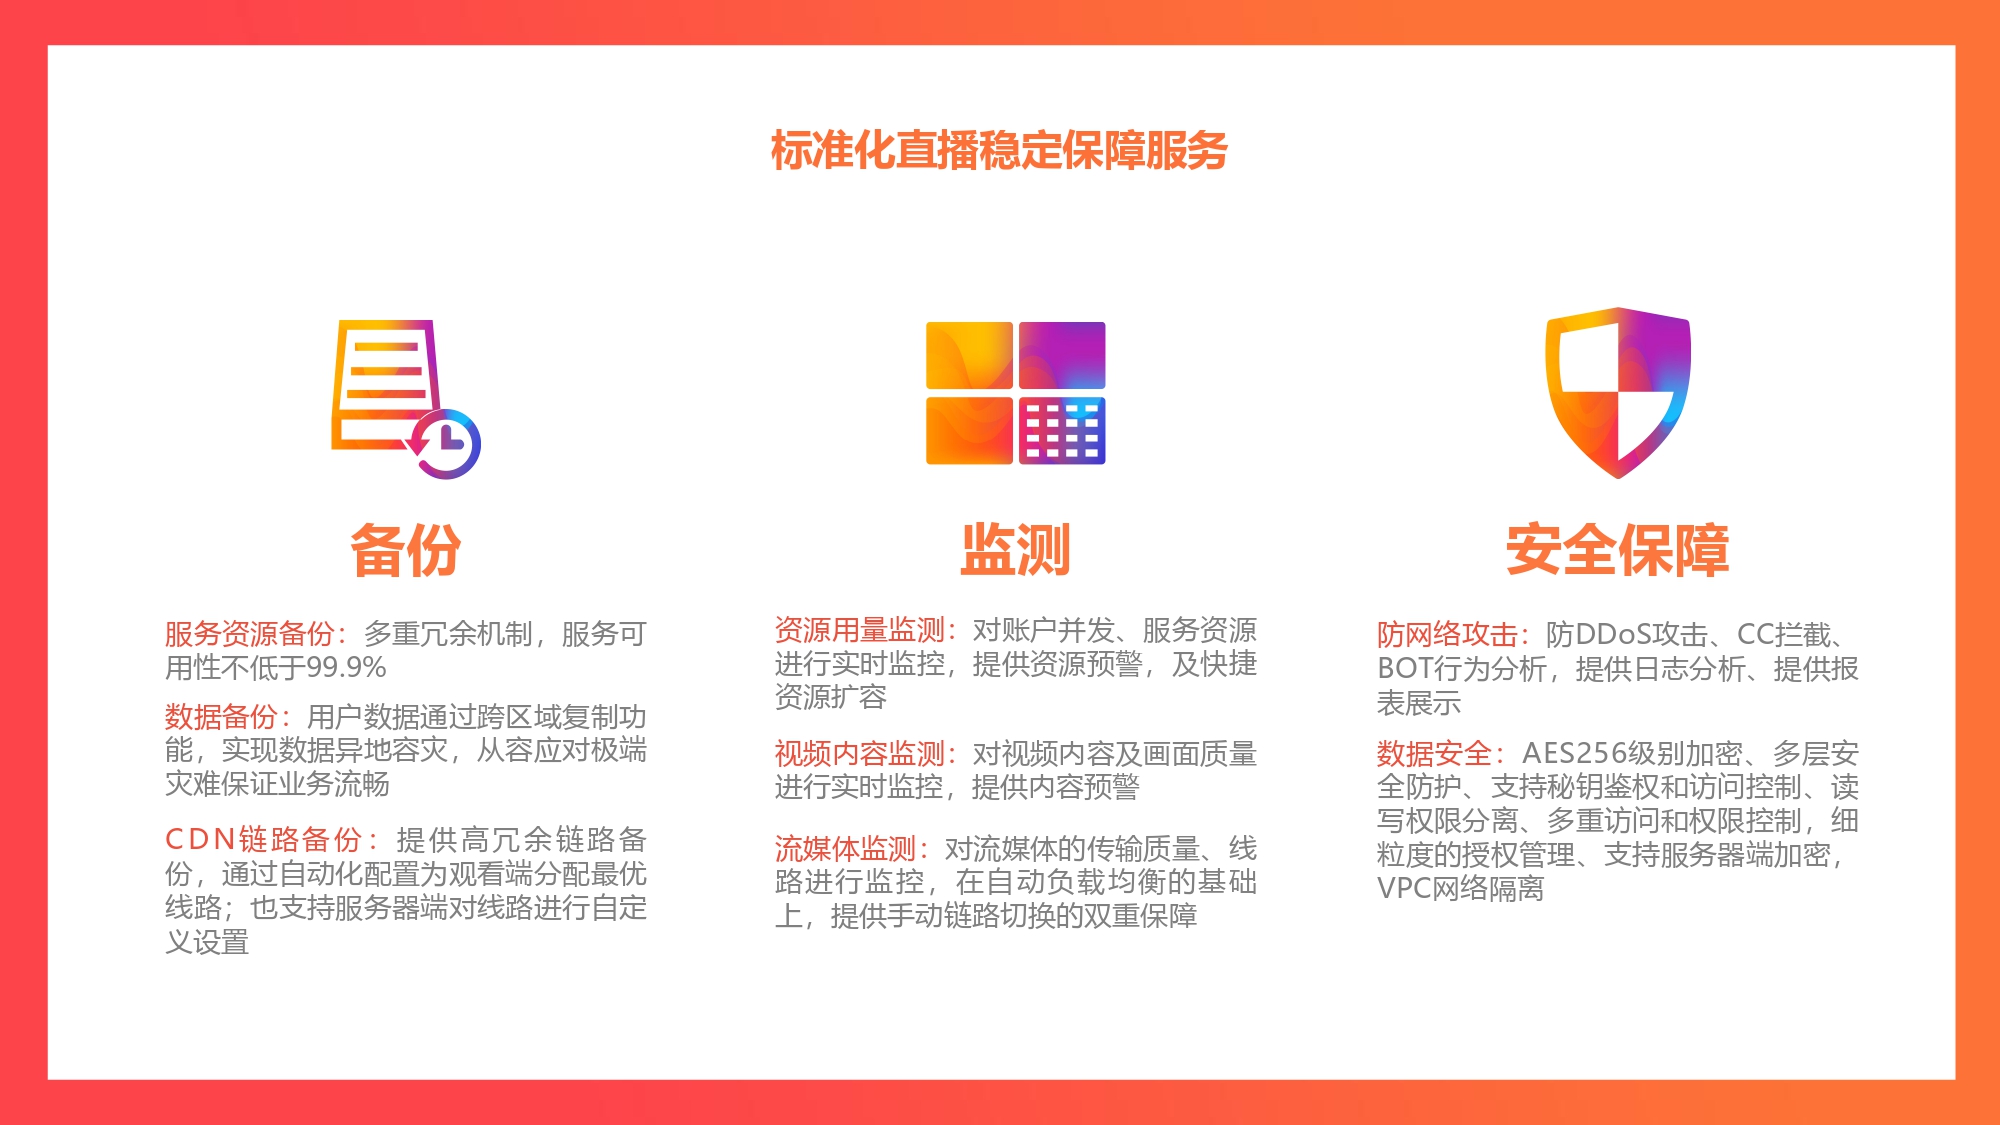 标准化直播稳定保障服务
备份
服务资源备份：多重冗余机制，服务可
用性不低于99.9%
数据备份：用户数据通过跨区域复制功
能，实现数据异地容灾，从容应对极端
灾难保证业务流畅
CDN链路备份：提供高冗余链路备
份，通过自动化配置为观看端分配最优
线路；也支持服务器端对线路进行自定
义设置
监测
资源用量监测：对账户并发、服务资源
进行实时监控，提供资源预警，及快捷
资源扩容
视频内容监测：对视频内容及画面质量
进行实时监控，提供内容预警
流媒体监测：对流媒体的传输质量、线
路进行监控，在自动负载均衡的基础
上，提供手动链路切换的双重保障
安全保障
防网络攻击：防DDoS攻击、CC拦截、
BOT行为分析，提供日志分析、提供报
表展示
数据安全：AES256级别加密、多层安
全防护、支持秘钥鉴权和访问控制、读
写权限分离、多重访问和权限控制，细
粒度的授权管理、支持服务器端加密，
VPC网络隔离